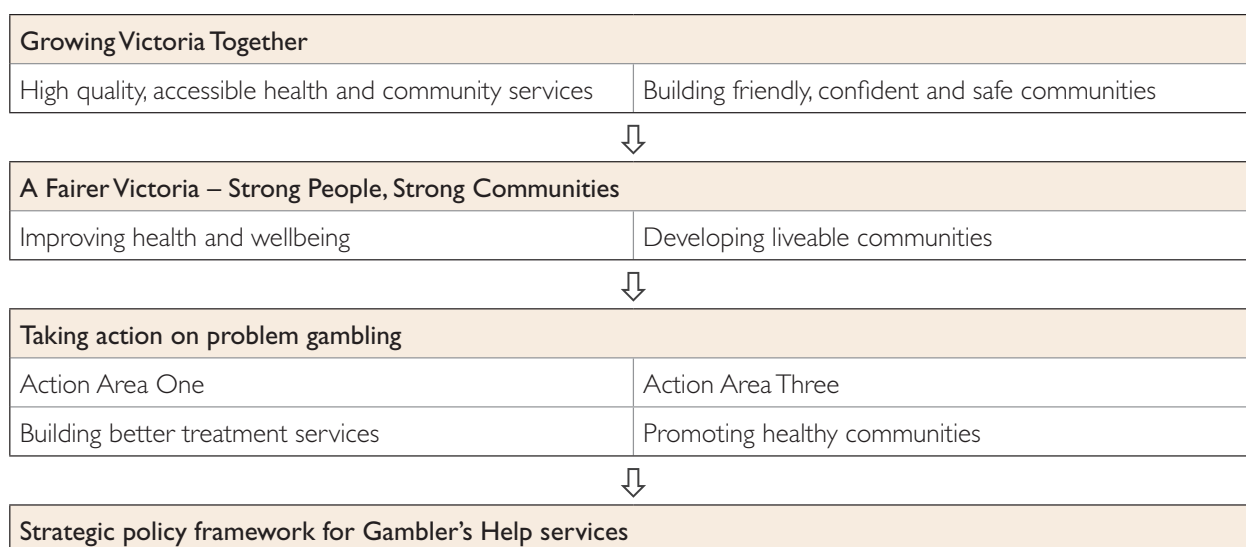 Growing Victoria Together
High quality, accessible health and community services
Building friendly, confident and safe communities
⇩
A Fairer Victoria – Strong People, Strong Communities
Improving health and wellbeing
Developing liveable communities
⇩
Taking action on problem gambling
Action Area One
Action Area Three
Building better treatment services
Promoting healthy communities
⇩
Strategic policy framework for Gambler’s Help services